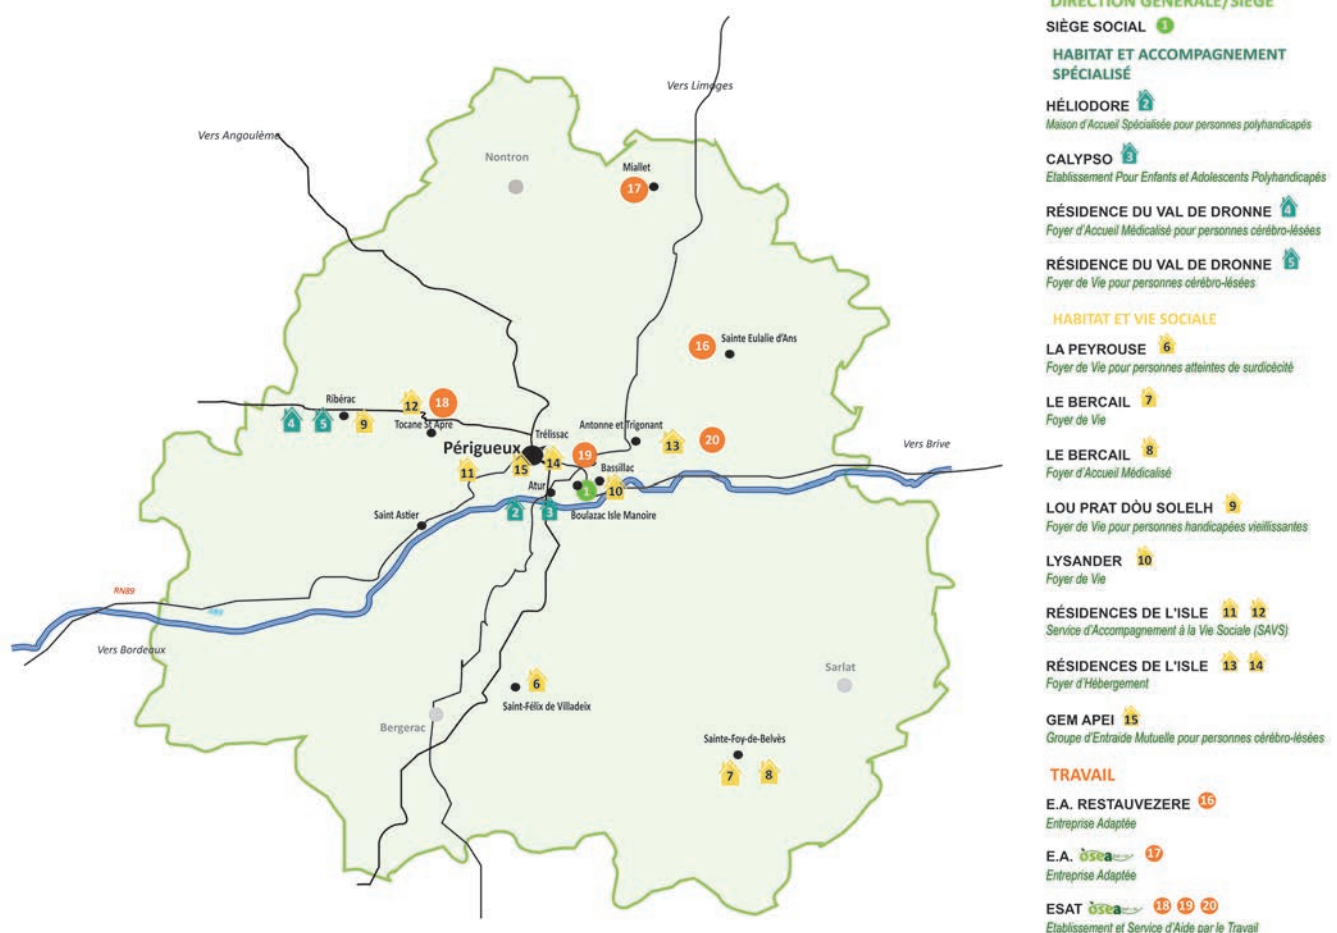 Vers Limoges
Vers Angoulême
Nontron
Miallet
17
16
Sainte Eulalie d'Ans
Ribérac
12
18
4
5
9
Tocane St Apre
Périgueux
Trélissac
Antonne et Trigonant
13
20
Vers Brive
11
15
14
19
Bassillac
Atur
1
10
Saint Astier
2
3
Boulazac Isle Manoire
RN89
A89
Vers Bordeaux
6
Saint-Félix de Villadeix
Sarlat
Bergerac
Sainte-Foy-de-Belvès
7
8
DIRECTION GÉNÉRALE/SIÈGE
SIÈGE SOCIAL 1
HABITAT ET ACCOMPAGNEMENT
SPÉCIALISÉ
HÉLIODORE 2
Maison d'Accueil Spécialisée pour personnes polyhandicapés
CALYPSO 3
Etablissement Pour Enfants et Adolescents Polyhandicapés
RÉSIDENCE DU VAL DE DRONNE 4
Foyer d'Accueil Médicalisé pour personnes cérébro-lésées
RÉSIDENCE DU VAL DE DRONNE 5
Foyer de Vie pour personnes cérébro-lésées
HABITAT ET VIE SOCIALE
LA PEYROUSE 6
Foyer de Vie pour personnes atteintes de surdicécité
LE BERCAIL 7
Foyer de Vie
LE BERCAIL 8
Foyer d'Accueil Médicalisé
LOU PRAT DÒU SOLELH 9
Foyer de Vie pour personnes handicapées vieillissantes
LYSANDER 10
Foyer de Vie
RÉSIDENCES DE L'ISLE 11 12
Service d'Accompagnement à la Vie Sociale (SAVS)
RÉSIDENCES DE L'ISLE 13 14
Foyer d'Hébergement
GEM APEI 15
Groupe d'Entraide Mutuelle pour personnes cérébro-lésées
TRAVAIL
E.A. RESTAUVEZERE 16
Entreprise Adaptée
E.A. òsea 17
Entreprise Adaptée
ESAT òsea 18 19 20
Etablissement et Service d'Aide par le Travail